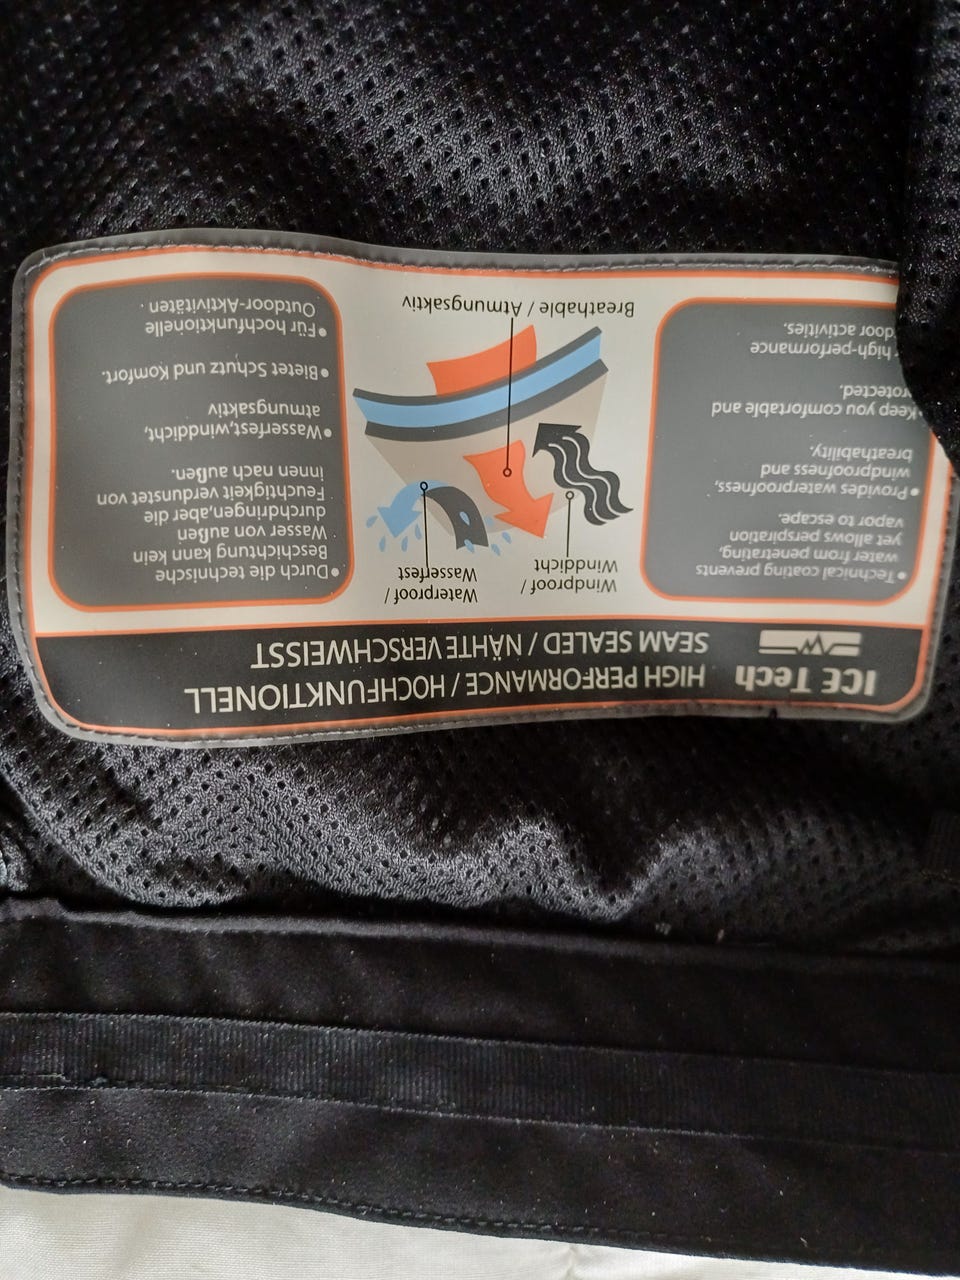 ICE Tech
HIGH PERFORMANCE / HOCHFUNKTIONELL
SEAM SEALED / NÄHTE VERSCHWEISST
•Technical coating prevents
water from penetrating,
yet allows perspiration
vapor to escape.
•Provides waterproofness,
windproofness and
breathability.
•Keep you comfortable and
protected.
high-performance
door activities.
Windproof /
Winddicht
Waterproof /
Wasserfest
Breathable / Atmungsaktiv
•Durch die technische
Beschichtung kann kein
Wasser von außen
durchdringen,aber die
Feuchtigkeit verdunstet von
innen nach außen.
•Wasserfest,winddicht,
atmungsaktiv
•Bietet Schutz und Komfort.
•Für hochfunktionelle
Outdoor-Aktivitäten